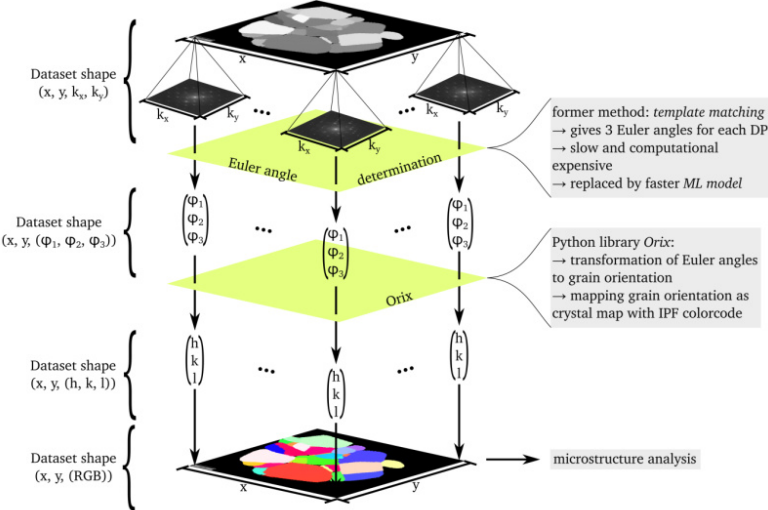 x
y
Dataset shape
(x, y, kx, ky)
kx
ky
...
kx
ky
...
kx
ky
former method: template matching
→ gives 3 Euler angles for each DP
→ slow and computational
expensive
→ replaced by faster ML model
Euler angle
determination
Dataset shape
(x, y, (φ1, φ2, φ3))
φ1
φ2
φ3
...
φ1
φ2
φ3
...
φ1
φ2
φ3
Python library Orix:
→ transformation of Euler angles
to grain orientation
→ mapping grain orientation as
crystal map with IPF colorcode
Orix
Dataset shape
(x, y, (h, k, l))
h
k
l
...
h
k
l
...
h
k
l
Dataset shape
(x, y, (RGB))
x
y
microstructure analysis